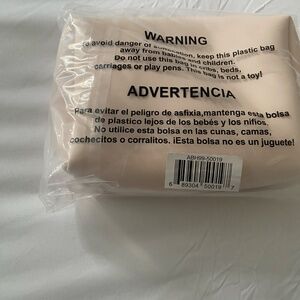 WARNING
To avoid danger of suffocation, keep this plastic bag
away from babies and children.
Do not use this bag in cribs, beds,
carriages or play pens. This bag is not a toy!
ADVERTENCIA
Para evitar el peligro de asfixia,mantenga esta bolsa
de plastico lejos de los bebés y los niños.
No utilice esta bolsa en las cunas, camas,
cochecitos o corralitos. ¡Esta bolsa no es un juguete!
ABH99-50019
6 89304 50019 7